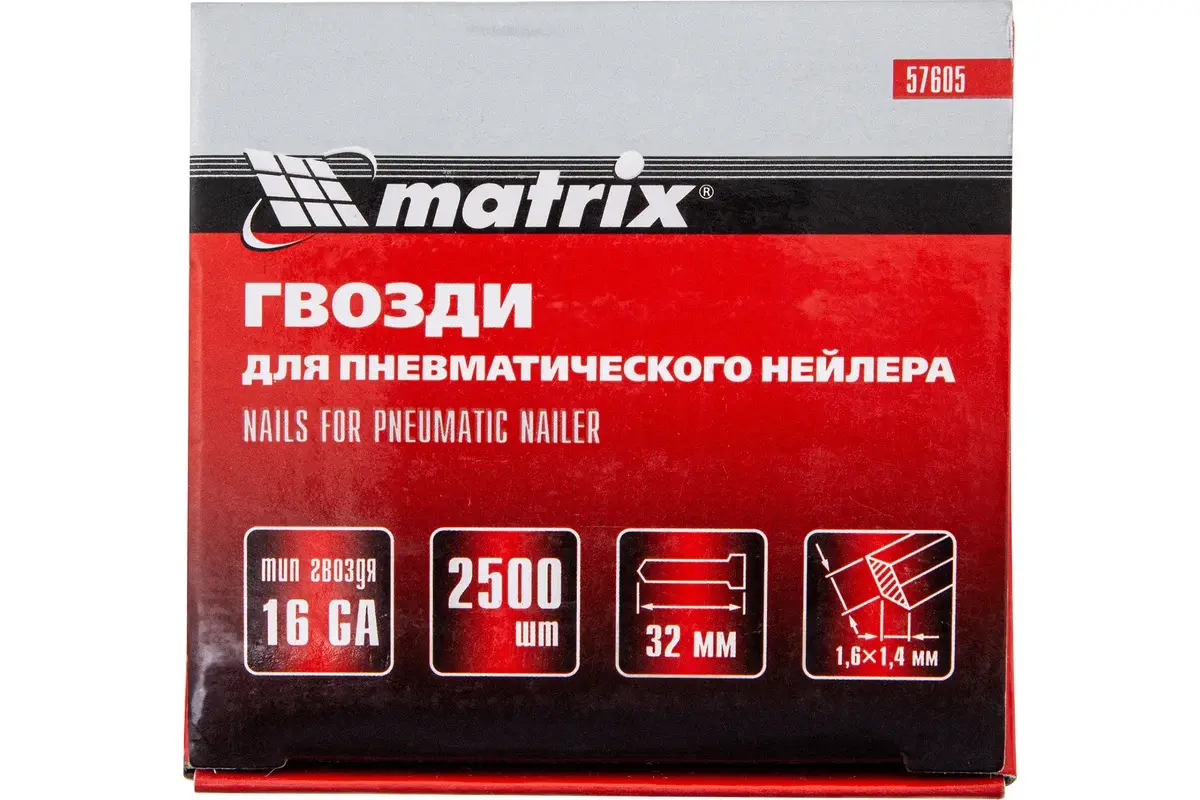 57605
matrix®
ГВОЗДИ
ДЛЯ ПНЕВМАТИЧЕСКОГО НЕЙЛЕРА
NAILS FOR PNEUMATIC NAILER
тип гвоздя
16 GA
2500
шт
32 мм
1,6×1,4 мм